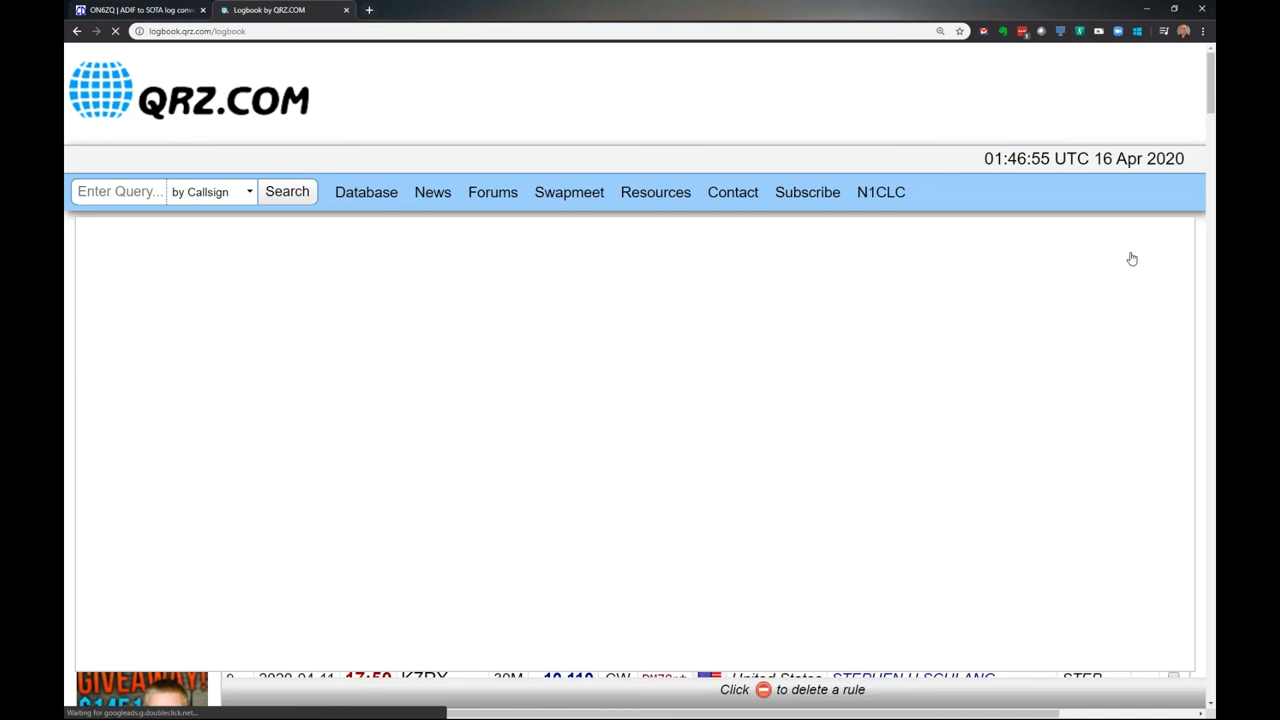 ON6ZQ | ADIF to SOTA log conv
Logbook by QRZ.COM
logbook.qrz.com/logbook
QRZ.COM
01:46:55 UTC 16 Apr 2020
Enter Query... by Callsign Search Database News Forums Swapmeet Resources Contact Subscribe N1CLC
GIVEAWAY!
Click to delete a rule
Waiting for googleads.g.doubleclick.net...